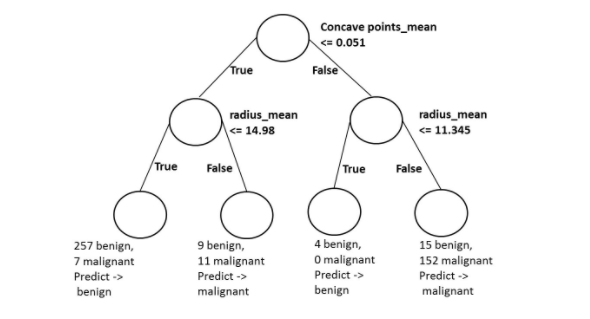 Concave points_mean
<= 0.051
True
False
radius_mean
<= 14.98
radius_mean
<= 11.345
True
False
True
False
257 benign,
7 malignant
Predict ->
benign
9 benign,
11 malignant
Predict ->
malignant
4 benign,
0 malignant
Predict ->
benign
15 benign,
152 malignant
Predict ->
malignant